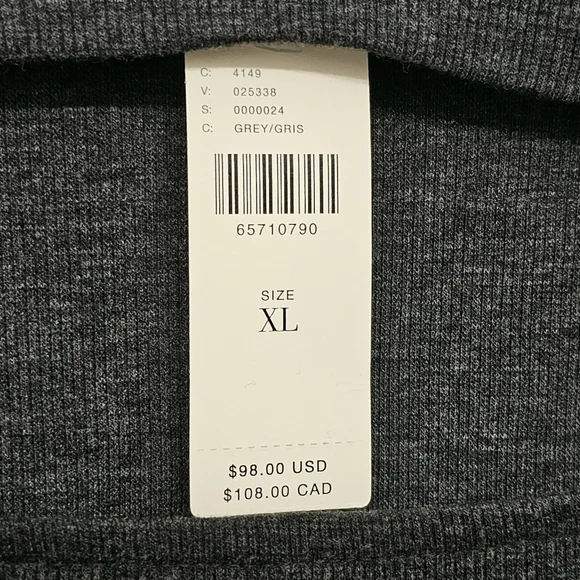 C: 4149
V: 025338
S: 0000024
C: GREY/GRIS
65710790
SIZE
XL
$98.00 USD
$108.00 CAD